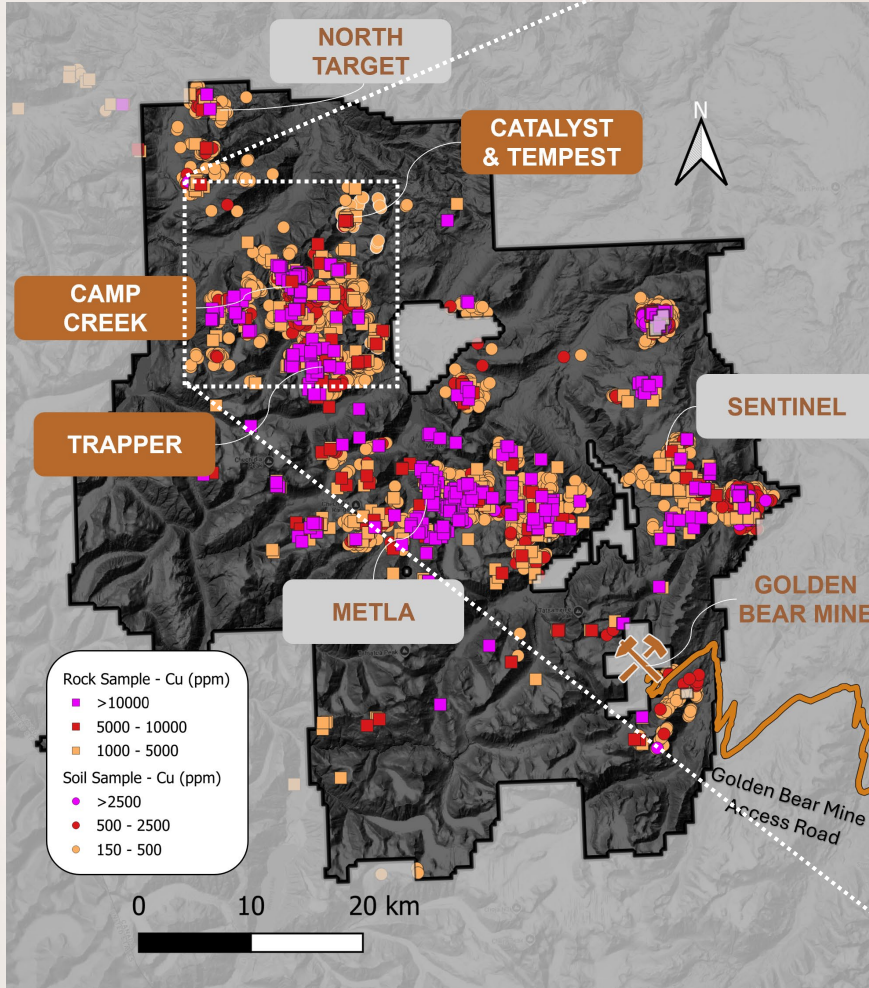 NORTH
TARGET
CATALYST
& TEMPEST
N
CAMP
CREEK
TRAPPER
SENTINEL
METLA
GOLDEN
BEAR MINE
Rock Sample - Cu (ppm)
>10000
5000 - 10000
1000 - 5000
Soil Sample - Cu (ppm)
>2500
500 - 2500
150 - 500
Golden Bear Mine
Access Road
0 10 20 km